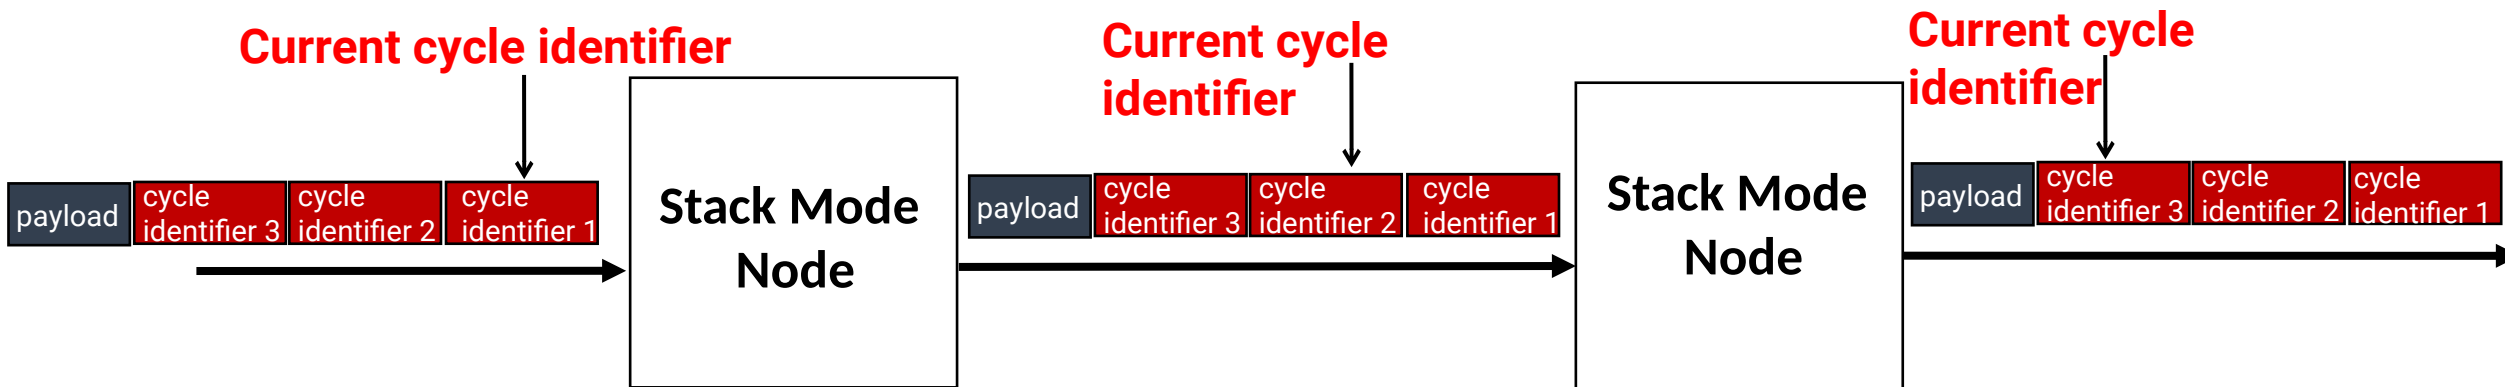 Current cycle identifier
payload
cycle
identifier 3
cycle
identifier 2
cycle
identifier 1
Stack Mode
Node
Current cycle
identifier
payload
cycle
identifier 3
cycle
identifier 2
cycle
identifier 1
Stack Mode
Node
Current cycle
identifier
payload
cycle
identifier 3
cycle
identifier 2
cycle
identifier 1